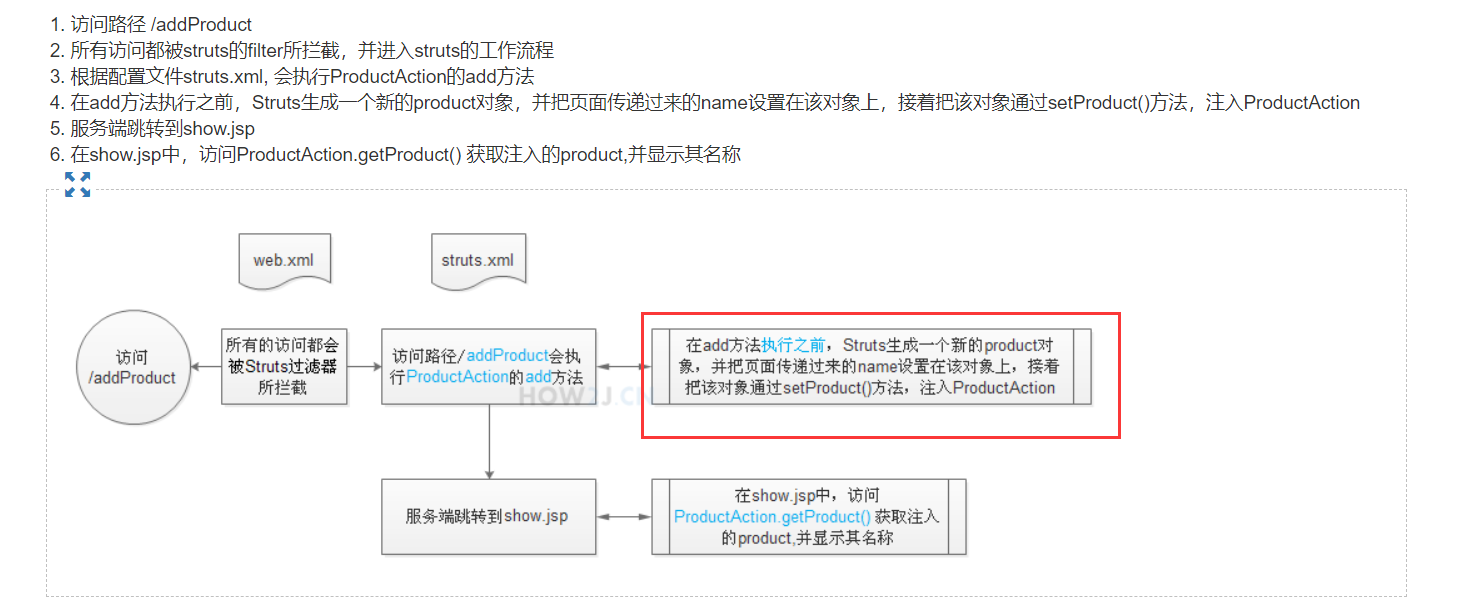 1. 访问路径 /addProduct
2. 所有访问都被struts的filter所拦截，并进入struts的工作流程
3. 根据配置文件struts.xml, 会执行ProductAction的add方法
4. 在add方法执行之前，Struts生成一个新的product对象，并把页面传递过来的name设置在该对象上，接着把该对象通过setProduct()方法，注入ProductAction
5. 服务端跳转到show.jsp
6. 在show.jsp中，访问ProductAction.getProduct() 获取注入的product,并显示其名称
web.xml
struts.xml
访问
/addProduct
所有的访问都会
被Struts过滤器
所拦截
访问路径/addProduct会执
行ProductAction的add方法
在add方法执行之前，Struts生成一个新的product对
象，并把页面传递过来的name设置在该对象上，接着
把该对象通过setProduct()方法，注入ProductAction
HOW2J.CN
服务端跳转到show.jsp
在show.jsp中，访问
ProductAction.getProduct() 获取注入
的product,并显示其名称